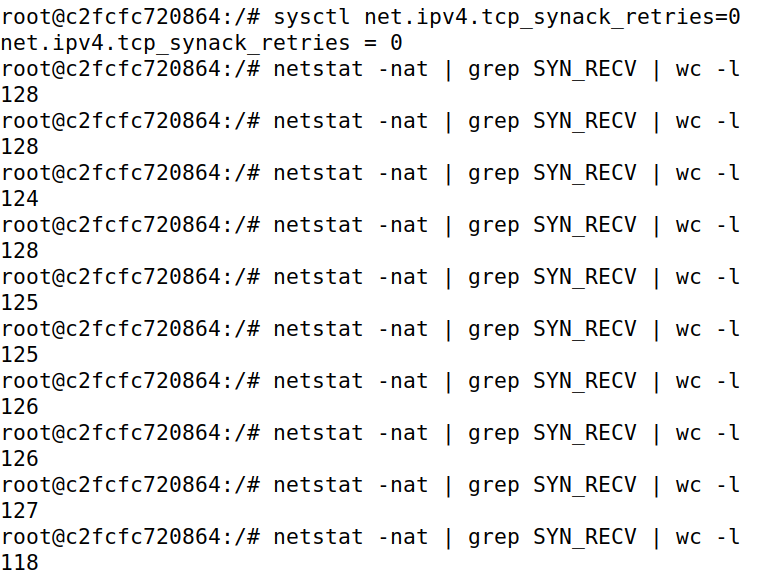 root@c2fcfc720864:/# sysctl net.ipv4.tcp_synack_retries=0
net.ipv4.tcp_synack_retries = 0
root@c2fcfc720864:/# netstat -nat | grep SYN_RECV | wc -l
128
root@c2fcfc720864:/# netstat -nat | grep SYN_RECV | wc -l
128
root@c2fcfc720864:/# netstat -nat | grep SYN_RECV | wc -l
124
root@c2fcfc720864:/# netstat -nat | grep SYN_RECV | wc -l
128
root@c2fcfc720864:/# netstat -nat | grep SYN_RECV | wc -l
125
root@c2fcfc720864:/# netstat -nat | grep SYN_RECV | wc -l
125
root@c2fcfc720864:/# netstat -nat | grep SYN_RECV | wc -l
126
root@c2fcfc720864:/# netstat -nat | grep SYN_RECV | wc -l
126
root@c2fcfc720864:/# netstat -nat | grep SYN_RECV | wc -l
127
root@c2fcfc720864:/# netstat -nat | grep SYN_RECV | wc -l
118